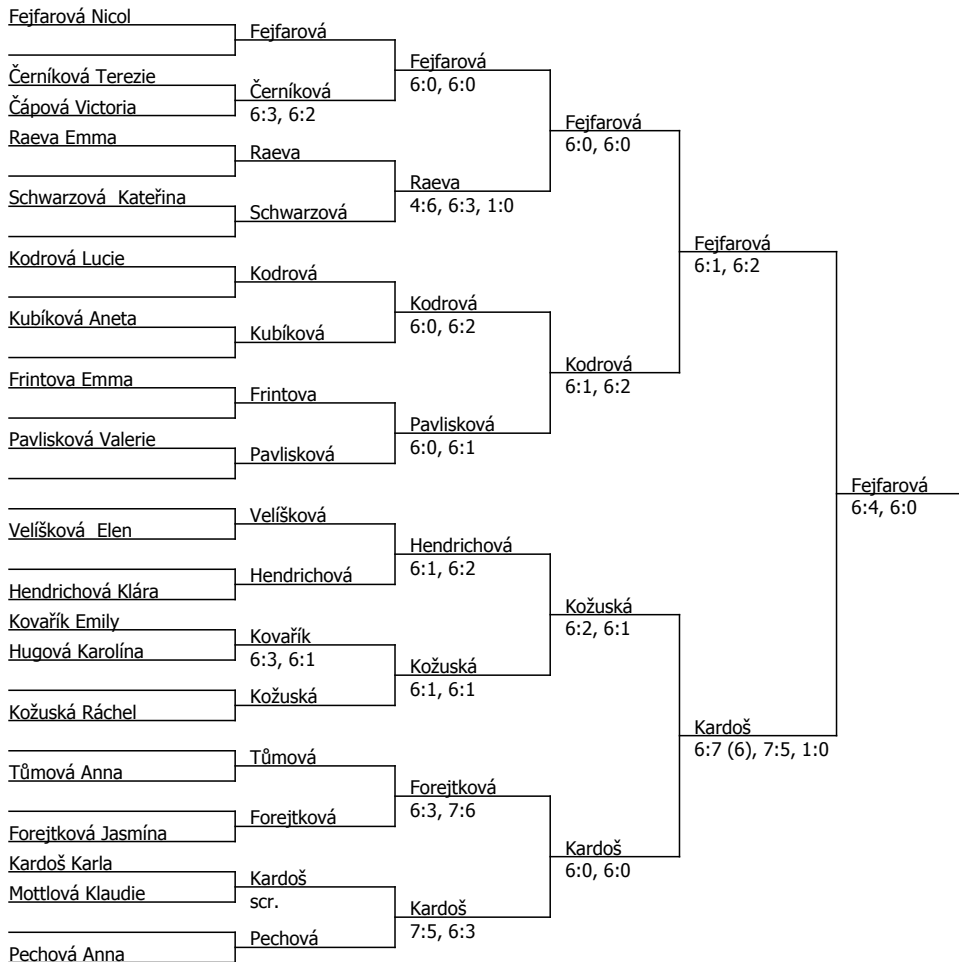 Fejfarová Nicol
Černíková Terezie
Čápová Victoria
Raeva Emma
Schwarzová  Kateřina
Kodrová Lucie
Kubíková Aneta
Frintova Emma
Pavlisková Valerie
Velíšková  Elen
Hendrichová Klára
Kovařík Emily
Hugová Karolína
Kožuská Ráchel
Tůmová Anna
Forejtková Jasmína
Kardoš Karla
Mottlová Klaudie
Pechová Anna
Fejfarová
Černíková
6:3, 6:2
Raeva
Schwarzová
Kodrová
Kubíková
Frintova
Pavlisková
Velíšková
Hendrichová
Kovařík
6:3, 6:1
Kožuská
Tůmová
Forejtková
Kardoš
scr.
Pechová
Fejfarová
6:0, 6:0
Raeva
4:6, 6:3, 1:0
Kodrová
6:0, 6:2
Pavlisková
6:0, 6:1
Hendrichová
6:1, 6:2
Kožuská
6:1, 6:1
Forejtková
6:3, 7:6
Kardoš
7:5, 6:3
Fejfarová
6:0, 6:0
Kodrová
6:1, 6:2
Kožuská
6:2, 6:1
Kardoš
6:0, 6:0
Fejfarová
6:1, 6:2
Kardoš
6:7 (6), 7:5, 1:0
Fejfarová
6:4, 6:0